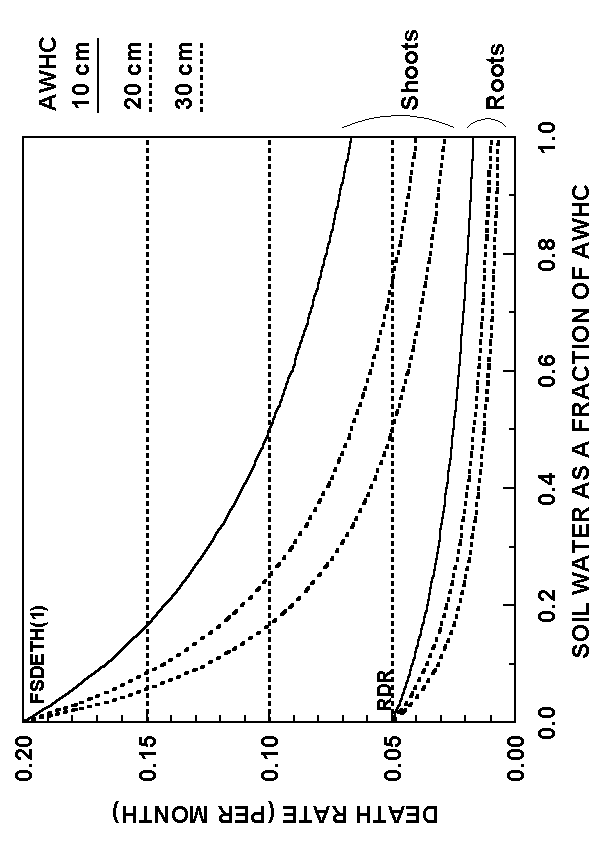 AWHC
10 cm
20 cm
30 cm
Shoots
Roots
FSDETH(1)
RDR
0.20
0.15
0.10
0.05
0.00
DEATH RATE (PER MONTH)
0.0
0.2
0.4
0.6
0.8
1.0
SOIL WATER AS A FRACTION OF AWHC